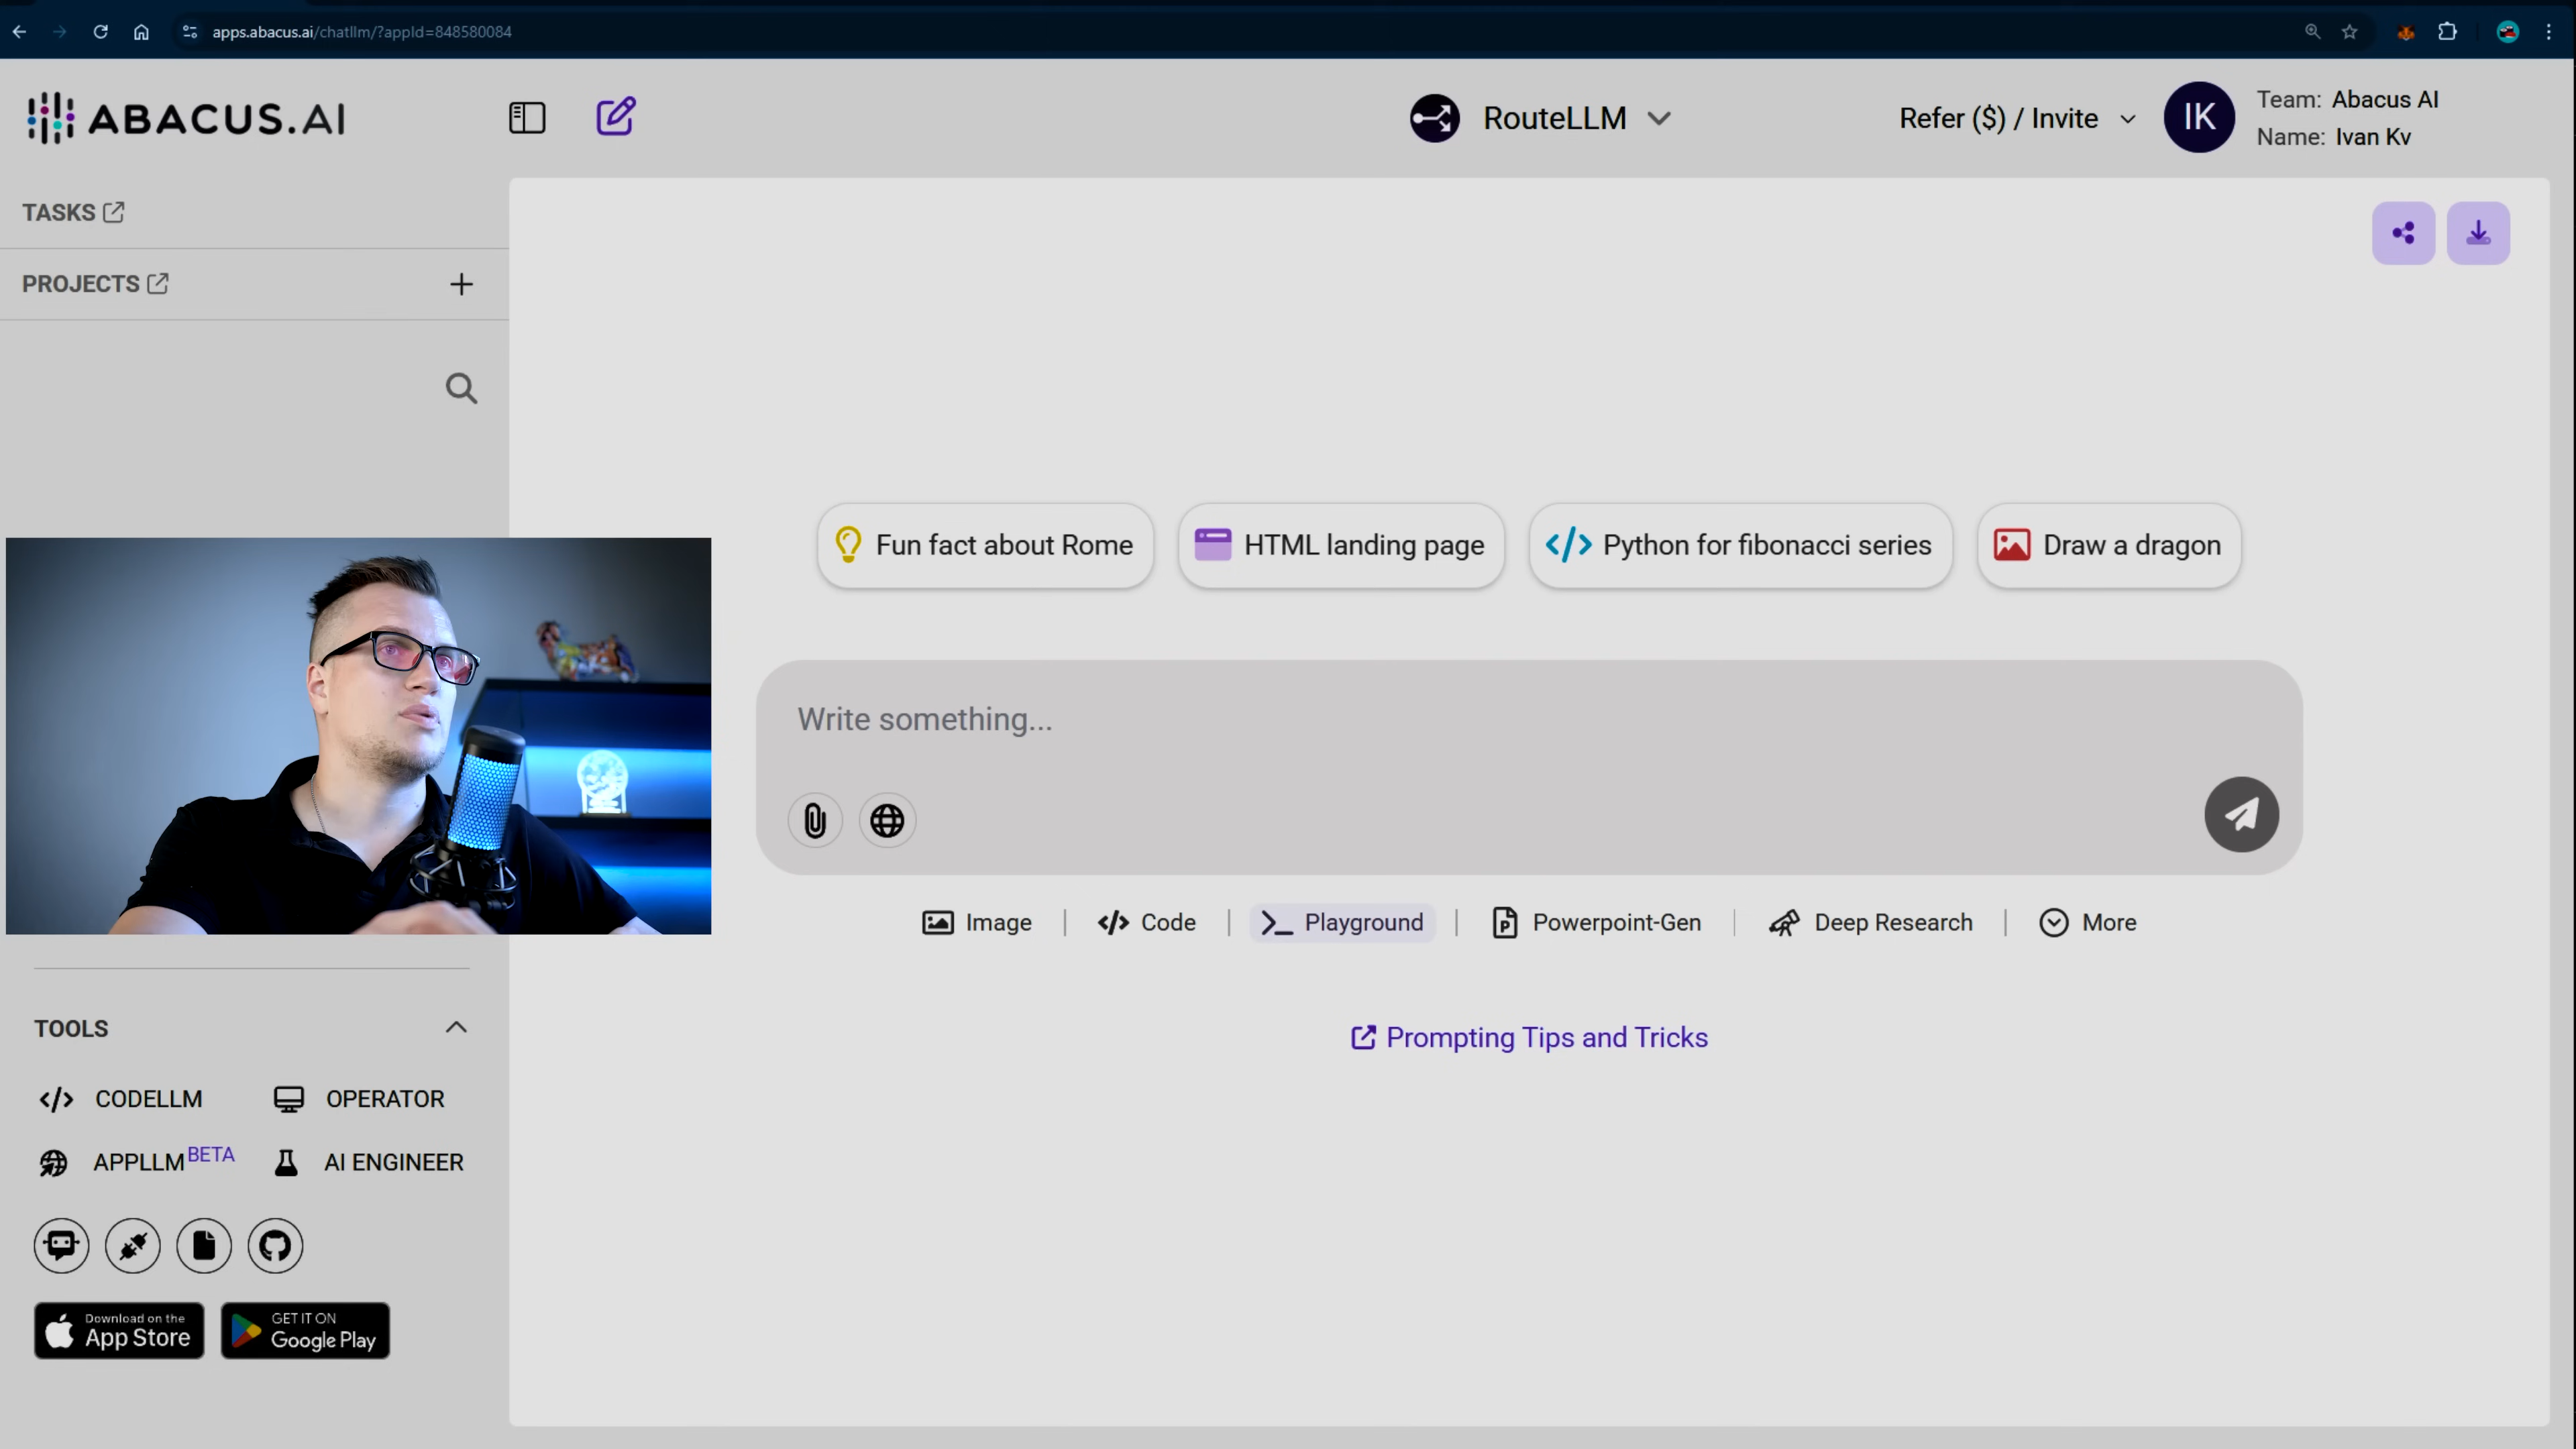 apps.abacus.ai/chatllm/?appId=848580084
ABACUS.AI
RouteLLM
Refer ($) / Invite
IK
Team: Abacus AI
Name: Ivan Kv
TASKS
PROJECTS
Fun fact about Rome
HTML landing page
Python for fibonacci series
Draw a dragon
Write something...
Image
Code
Playground
Powerpoint-Gen
Deep Research
More
Prompting Tips and Tricks
TOOLS
CODELLM
OPERATOR
APPLLM BETA
AI ENGINEER
Download on the
App Store
GET IT ON
Google Play